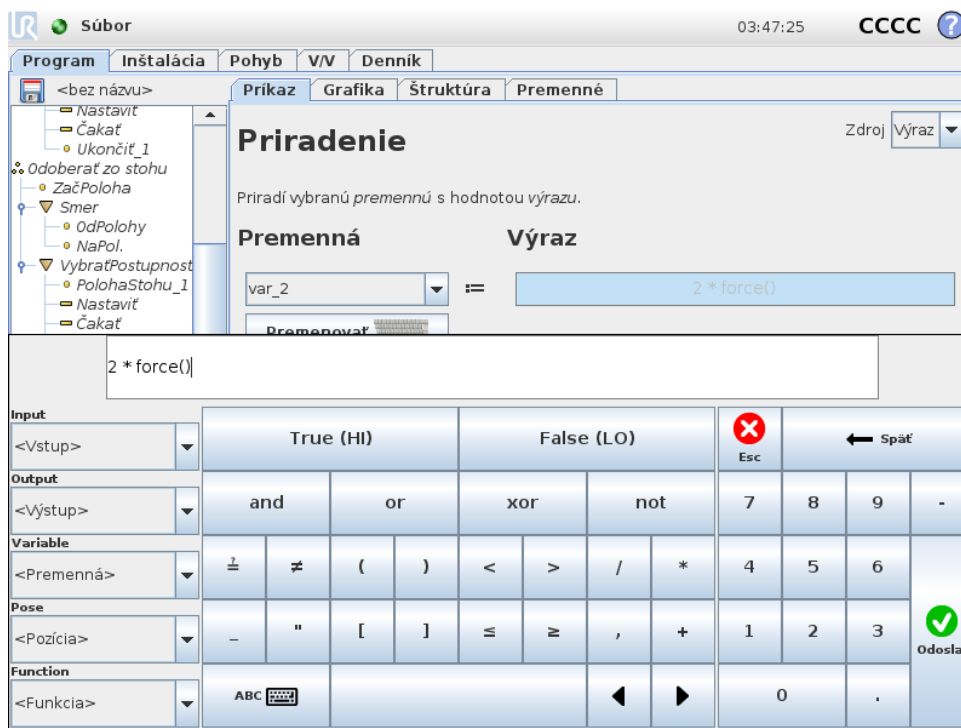 UR Súbor 03:47:25 CCCC ?
Program Inštalácia Pohyb V/V Denník
<bez názvu> Príkaz Grafika Štruktúra Premenné
Nastaviť
Čakať
Ukončiť_1
Odoberať zo stohu
ZačPoloha
Smer
OdPolohy
NaPol.
VybraťPostupnost
PolohaStohu_1
Nastaviť
Čakať
Priradenie
Zdroj Výraz
Priradí vybranú premennú s hodnotou výrazu.
Premenná Výraz
var_2 := 2 * force()
Premenovať
2 * force()
Input
<Vstup> True (HI) False (LO) Esc Späť
Output
<Výstup> and or xor not 7 8 9 -
Variable
<Premenná> ≟ ≠ ( ) < > / * 4 5 6
Pose
<Pozícia> _ " [ ] ≤ ≥ , + 1 2 3 Odosla
Function
<Funkcia> ABC 0 .